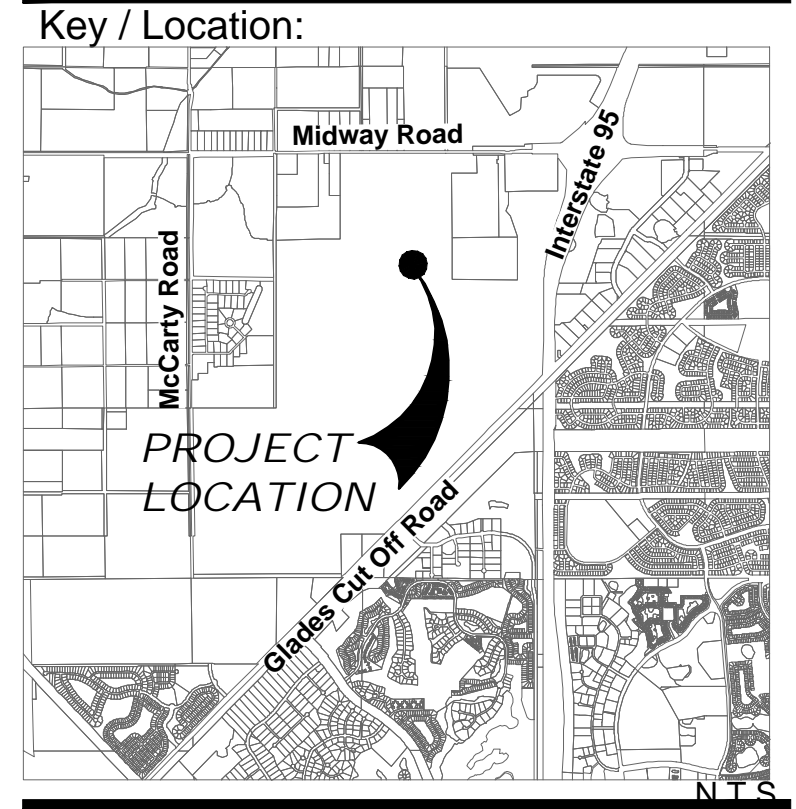 Key / Location:
Midway Road
Interstate 95
McCarty Road
PROJECT
LOCATION
Glades Cut Off Road
N.T.S.